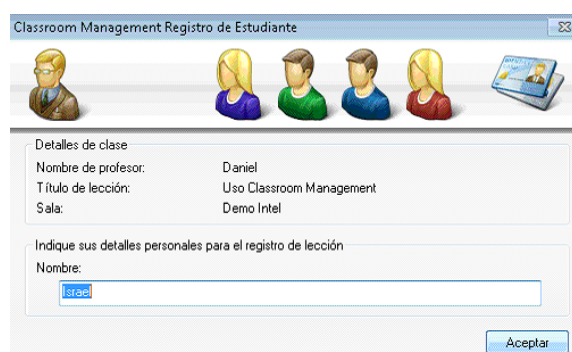 Classroom Management Registro de Estudiante
Detalles de clase
Nombre de profesor: Daniel
Título de lección: Uso Classroom Management
Sala: Demo Intel
Indique sus detalles personales para el registro de lección
Nombre:
Israel
Aceptar